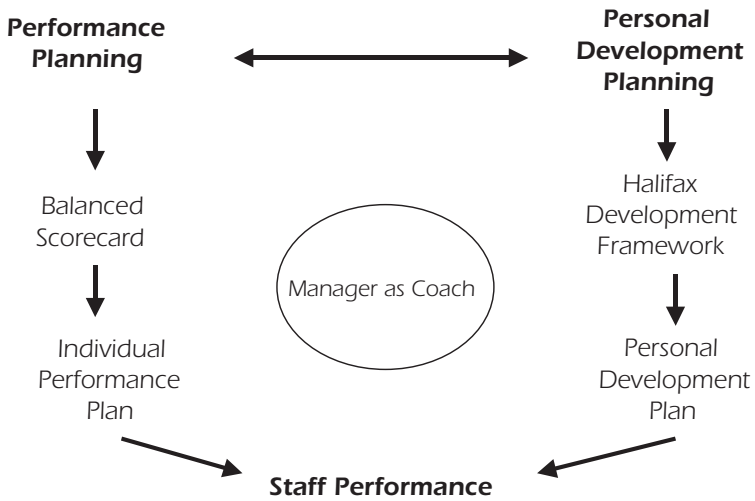 Performance
Planning
Personal
Development
Planning
Balanced
Scorecard
Halifax
Development
Framework
Manager as Coach
Individual
Performance
Plan
Personal
Development
Plan
Staff Performance